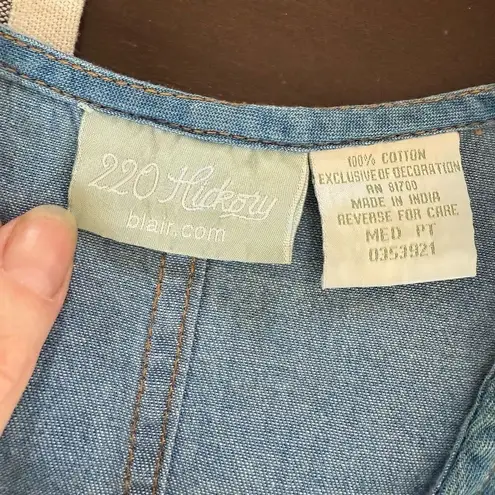 220 Hickory
blair.com
100% COTTON
EXCLUSIVE OF DECORATION
RN 81700
MADE IN INDIA
REVERSE FOR CARE
MED PT
0353921